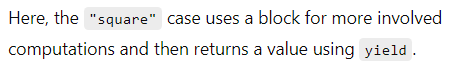 Here, the "square" case uses a block for more involved
computations and then returns a value using yield.